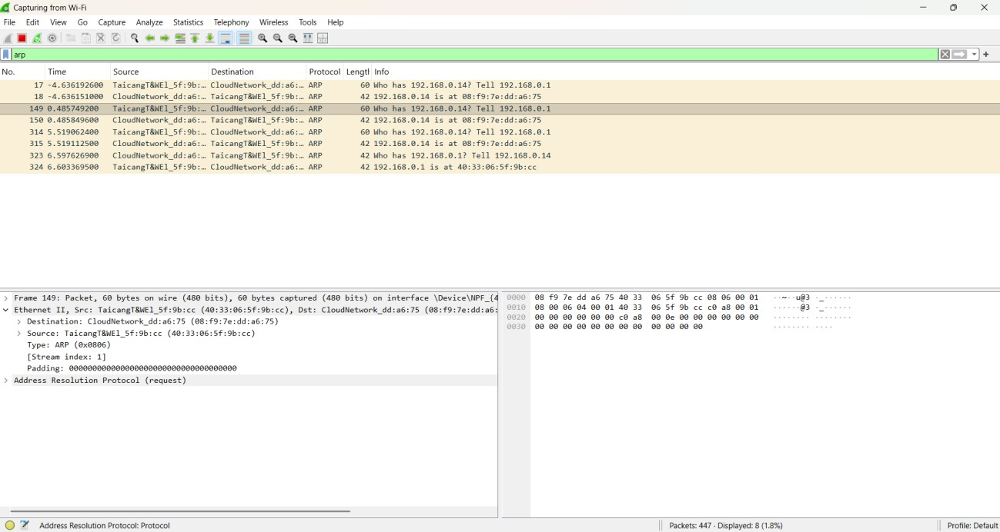 Capturing from Wi-Fi
File Edit View Go Capture Analyze Statistics Telephony Wireless Tools Help
arp
No. Time Source Destination Protocol Lengtl Info
17 -4.636192600 TaicangT&WEl_5f:9b:… CloudNetwork_dd:a6:… ARP 60 Who has 192.168.0.14? Tell 192.168.0.1
18 -4.636151000 CloudNetwork_dd:a6:… TaicangT&WEl_5f:9b:… ARP 42 192.168.0.14 is at 08:f9:7e:dd:a6:75
149 0.485749200 TaicangT&WEl_5f:9b:… CloudNetwork_dd:a6:… ARP 60 Who has 192.168.0.14? Tell 192.168.0.1
150 0.485849600 CloudNetwork_dd:a6:… TaicangT&WEl_5f:9b:… ARP 42 192.168.0.14 is at 08:f9:7e:dd:a6:75
314 5.519062400 TaicangT&WEl_5f:9b:… CloudNetwork_dd:a6:… ARP 60 Who has 192.168.0.14? Tell 192.168.0.1
315 5.519112500 CloudNetwork_dd:a6:… TaicangT&WEl_5f:9b:… ARP 42 192.168.0.14 is at 08:f9:7e:dd:a6:75
323 6.597626900 CloudNetwork_dd:a6:… TaicangT&WEl_5f:9b:… ARP 42 Who has 192.168.0.1? Tell 192.168.0.14
324 6.603369500 TaicangT&WEl_5f:9b:… CloudNetwork_dd:a6:… ARP 42 192.168.0.1 is at 40:33:06:5f:9b:cc
Frame 149: Packet, 60 bytes on wire (480 bits), 60 bytes captured (480 bits) on interface \Device\NPF_{4
Ethernet II, Src: TaicangT&WEl_5f:9b:cc (40:33:06:5f:9b:cc), Dst: CloudNetwork_dd:a6:75 (08:f9:7e:dd:a6:
Destination: CloudNetwork_dd:a6:75 (08:f9:7e:dd:a6:75)
Source: TaicangT&WEl_5f:9b:cc (40:33:06:5f:9b:cc)
Type: ARP (0x0806)
[Stream index: 1]
Padding: 000000000000000000000000000000000000
Address Resolution Protocol (request)
0000 08 f9 7e dd a6 75 40 33 06 5f 9b cc 08 06 00 01 ··~··u@3 ·_······
0010 08 00 06 04 00 01 40 33 06 5f 9b cc c0 a8 00 01 ······@3 ·_······
0020 00 00 00 00 00 00 c0 a8 00 0e 00 00 00 00 00 00 ········ ········
0030 00 00 00 00 00 00 00 00 00 00 00 00 ········ ····
Address Resolution Protocol: Protocol
Packets: 447 · Displayed: 8 (1.8%)
Profile: Default